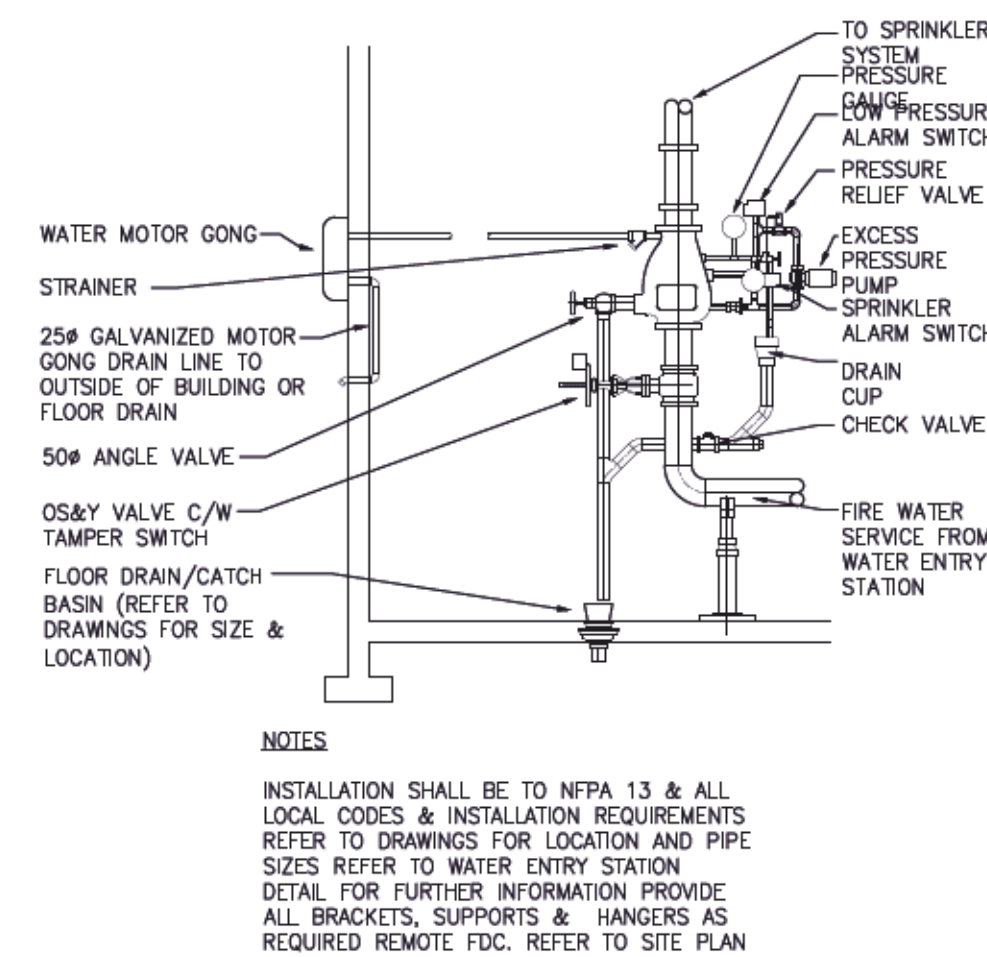 TO SPRINKLER
SYSTEM
PRESSURE
GAUGE
LOW PRESSUR
ALARM SWITCH
PRESSURE
RELIEF VALVE
EXCESS
PRESSURE
PUMP
SPRINKLER
ALARM SWITCH
DRAIN
CUP
CHECK VALVE
FIRE WATER
SERVICE FROM
WATER ENTRY
STATION
WATER MOTOR GONG
STRAINER
25ø GALVANIZED MOTOR
GONG DRAIN LINE TO
OUTSIDE OF BUILDING OR
FLOOR DRAIN
50ø ANGLE VALVE
OS&Y VALVE C/W
TAMPER SWITCH
FLOOR DRAIN/CATCH
BASIN (REFER TO
DRAWINGS FOR SIZE &
LOCATION)
NOTES
INSTALLATION SHALL BE TO NFPA 13 & ALL
LOCAL CODES & INSTALLATION REQUIREMENTS
REFER TO DRAWINGS FOR LOCATION AND PIPE
SIZES REFER TO WATER ENTRY STATION
DETAIL FOR FURTHER INFORMATION PROVIDE
ALL BRACKETS, SUPPORTS & HANGERS AS
REQUIRED REMOTE FDC. REFER TO SITE PLAN